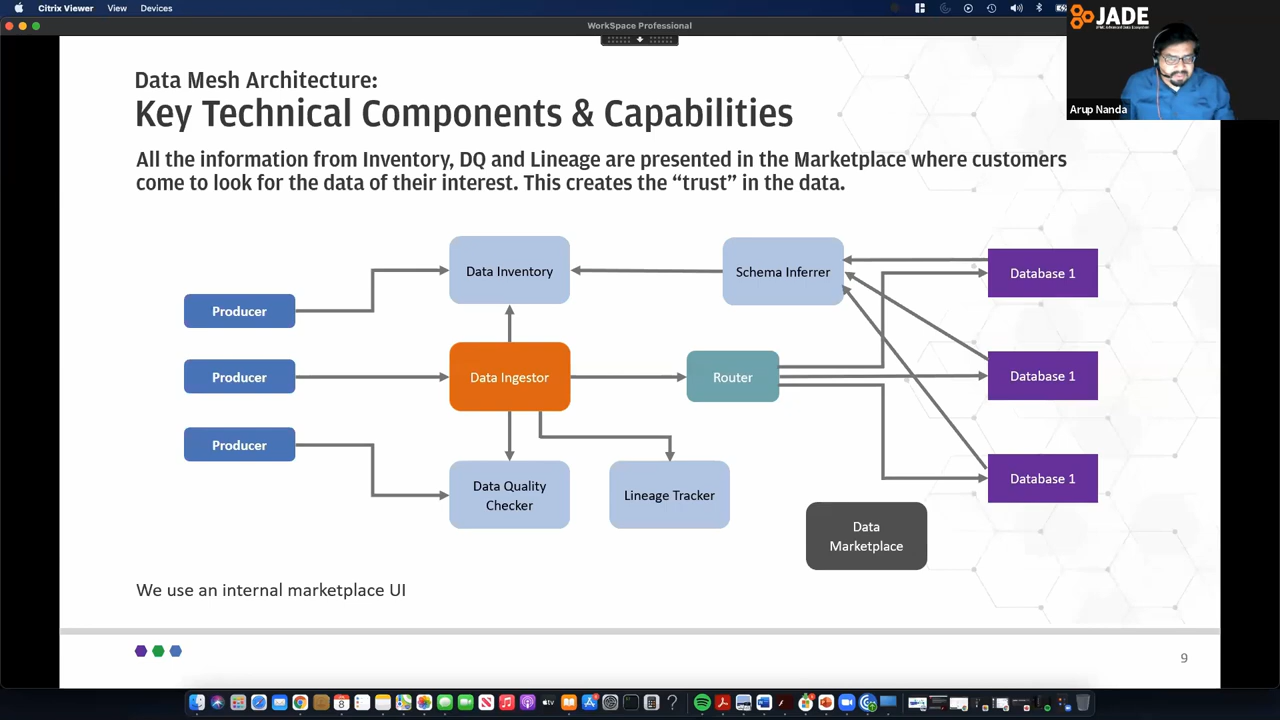 Citrix Viewer View Devices
WorkSpace Professional
JADE
Arup Nanda
Data Mesh Architecture:
Key Technical Components & Capabilities
All the information from Inventory, DQ and Lineage are presented in the Marketplace where customers
come to look for the data of their interest. This creates the “trust” in the data.
Data Inventory
Schema Inferrer
Database 1
Producer
Producer
Data Ingestor
Router
Database 1
Producer
Data Quality
Checker
Lineage Tracker
Database 1
Data
Marketplace
We use an internal marketplace UI
9